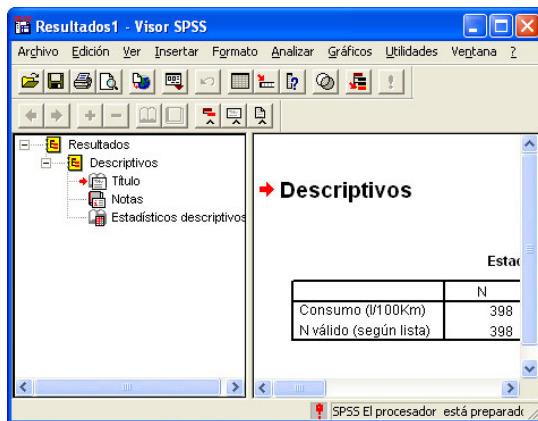 Resultados1 - Visor SPSS
Archivo Edición Ver Insertar Formato Analizar Gráficos Utilidades Ventana ?
Resultados
Descriptivos
Título
Notas
Estadísticos descriptivos
Descriptivos
Estad
N
Consumo (l/100Km) 398
N válido (según lista) 398
SPSS El procesador está preparado